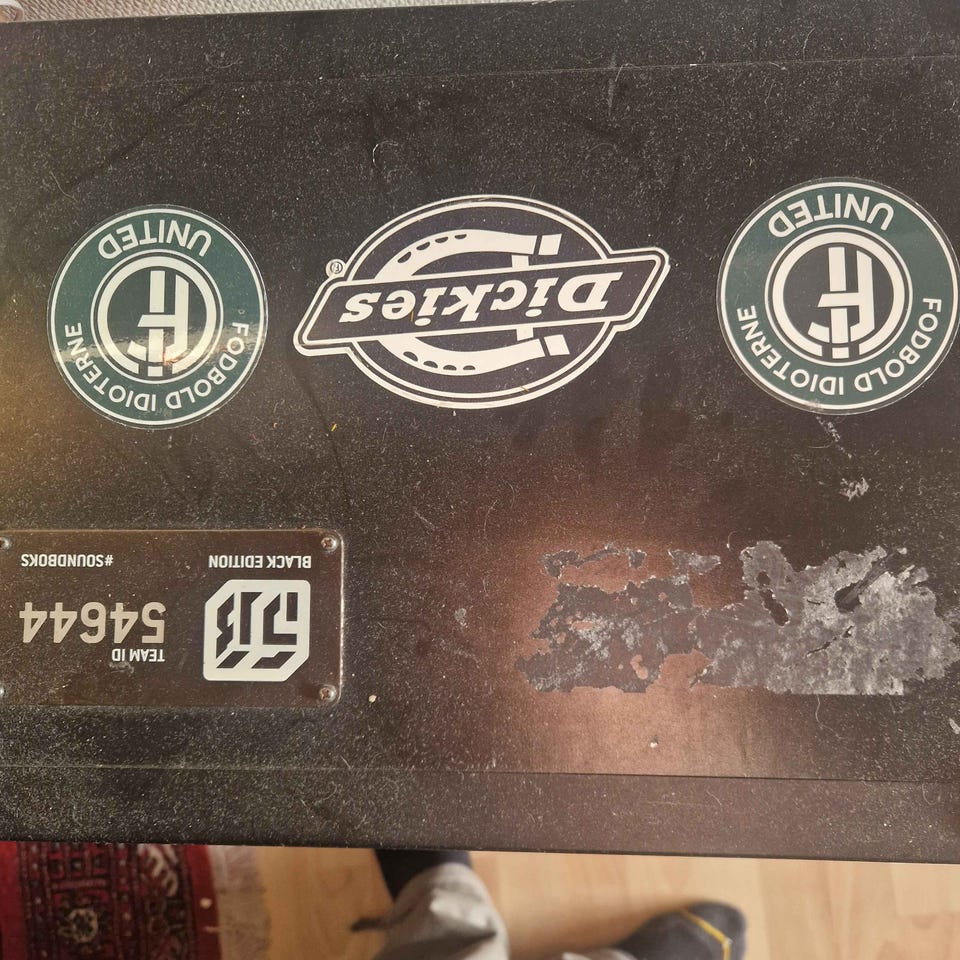 BLACK EDITION
#SOUNDBOKS
TEAM ID
54644
FODBOLD IDIOTERNE
UNITED
Dickies®
FODBOLD IDIOTERNE
UNITED